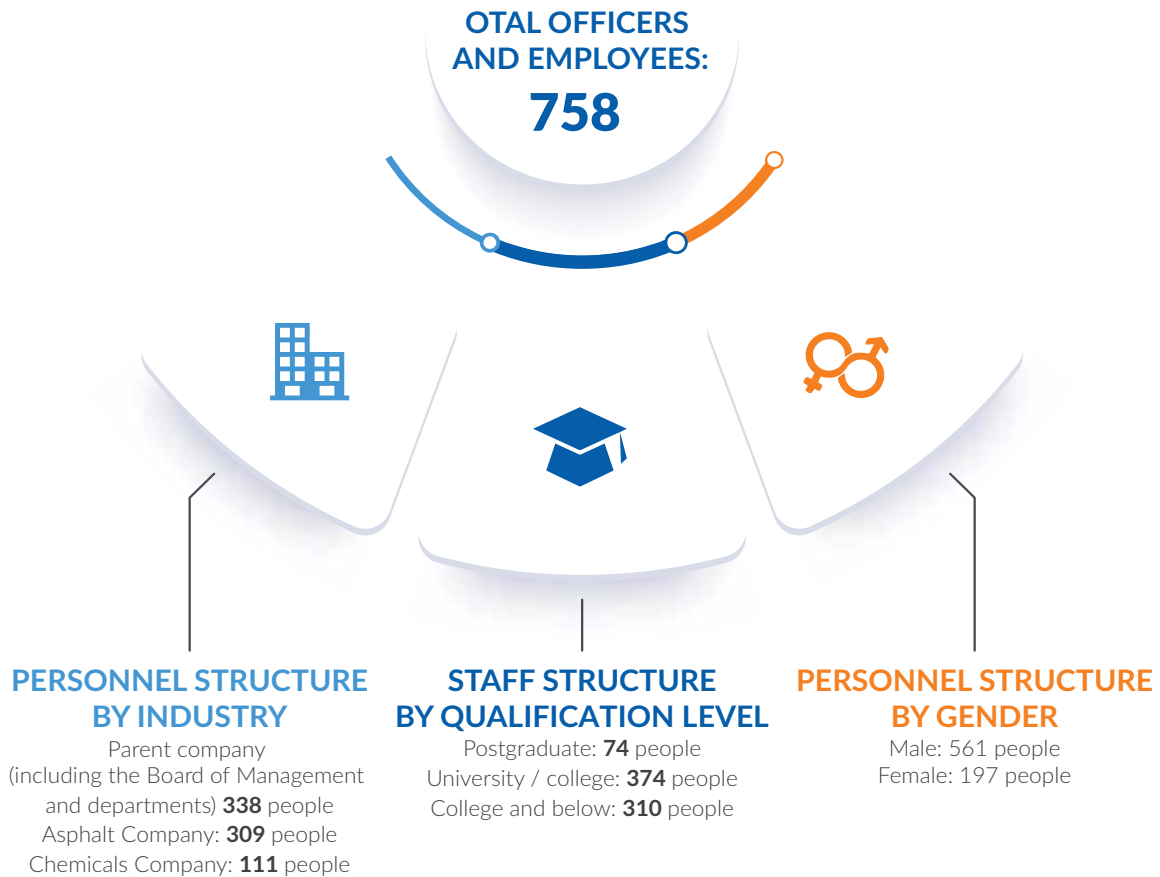 OTAL OFFICERS
AND EMPLOYEES:
758
PERSONNEL STRUCTURE
BY INDUSTRY
Parent company
(including the Board of Management
and departments) 338 people
Asphalt Company: 309 people
Chemicals Company: 111 people
STAFF STRUCTURE
BY QUALIFICATION LEVEL
Postgraduate: 74 people
University / college: 374 people
College and below: 310 people
PERSONNEL STRUCTURE
BY GENDER
Male: 561 people
Female: 197 people